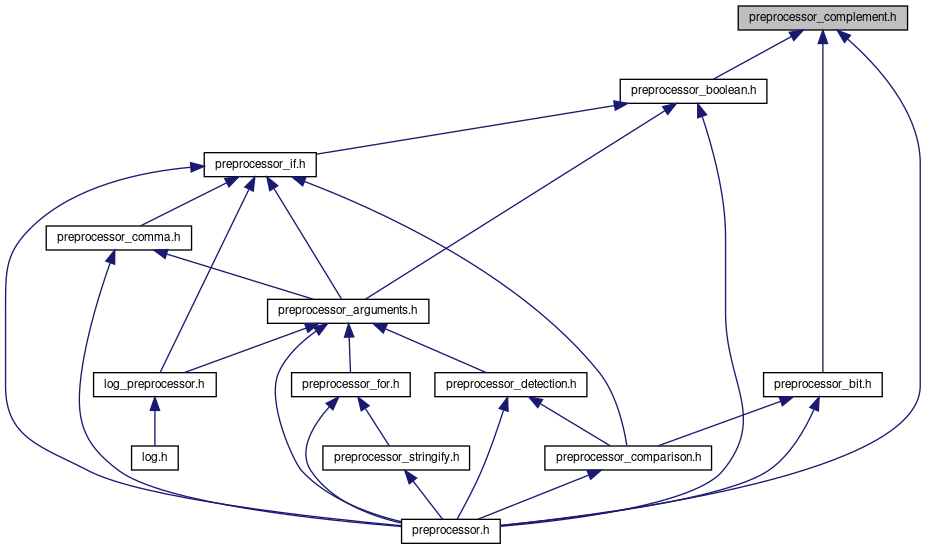 preprocessor_complement.h
preprocessor_boolean.h
preprocessor_if.h
preprocessor_comma.h
preprocessor_arguments.h
log_preprocessor.h
preprocessor_for.h
preprocessor_detection.h
preprocessor_bit.h
log.h
preprocessor_stringify.h
preprocessor_comparison.h
preprocessor.h